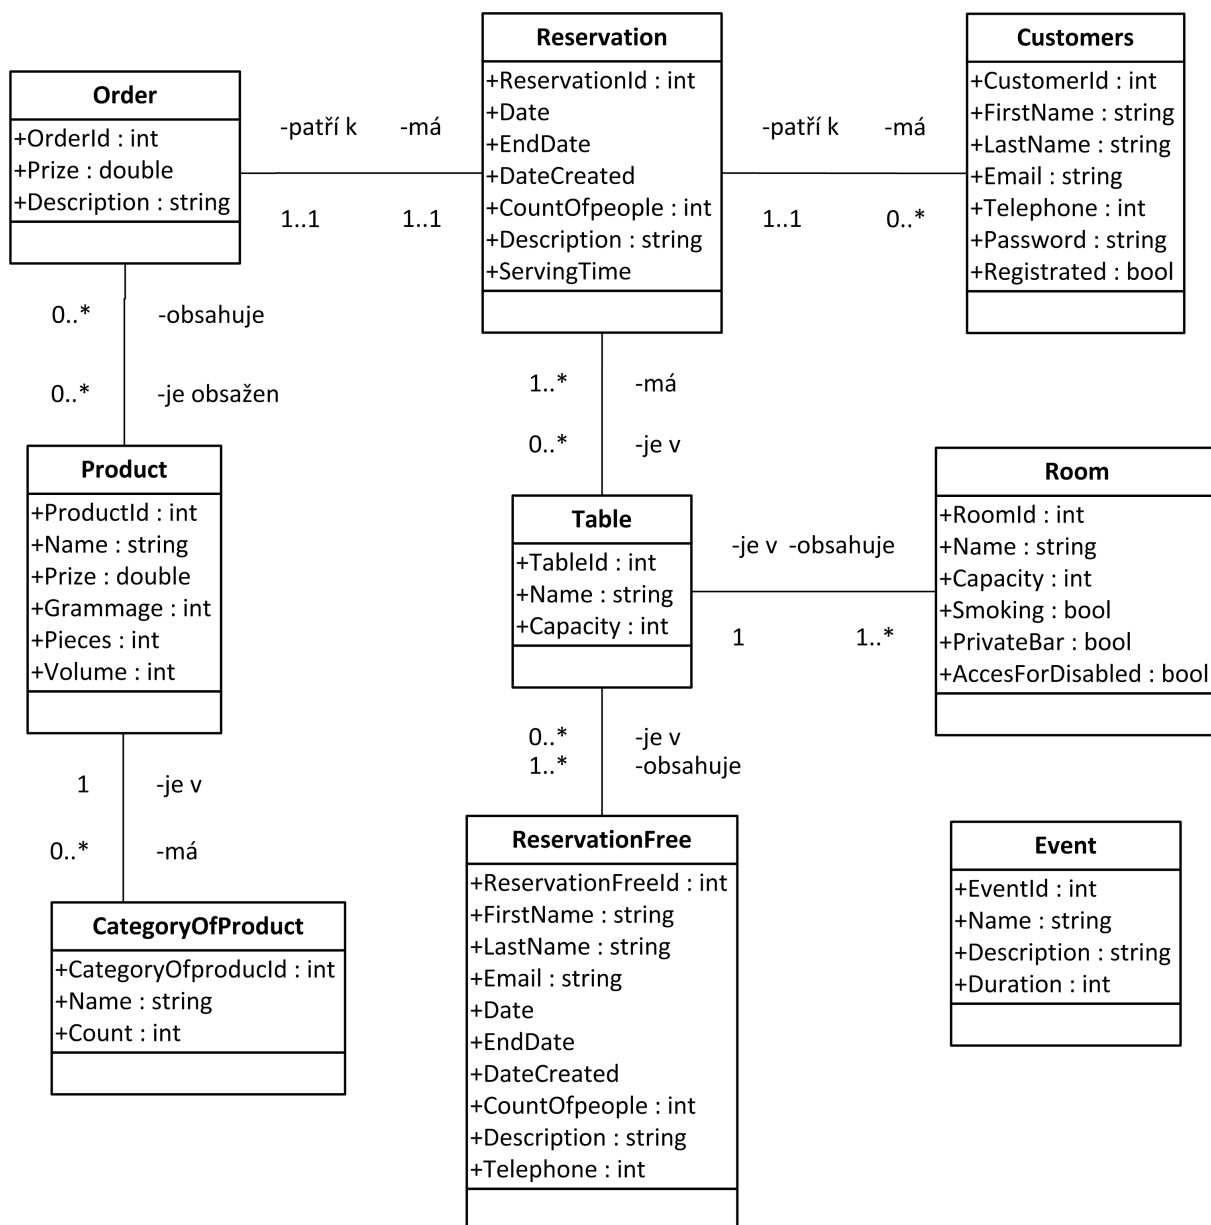 Order
+OrderId : int
+Prize : double
+Description : string
-patří k -má
1..1 1..1
Reservation
+ReservationId : int
+Date
+EndDate
+DateCreated
+CountOfpeople : int
+Description : string
+ServingTime
-patří k -má
1..1 0..*
Customers
+CustomerId : int
+FirstName : string
+LastName : string
+Email : string
+Telephone : int
+Password : string
+Registrated : bool
0..* -obsahuje
0..* -je obsažen
1..* -má
0..* -je v
Product
+ProductId : int
+Name : string
+Prize : double
+Grammage : int
+Pieces : int
+Volume : int
Table
+TableId : int
+Name : string
+Capacity : int
-je v -obsahuje
1 1..*
Room
+RoomId : int
+Name : string
+Capacity : int
+Smoking : bool
+PrivateBar : bool
+AccesForDisabled : bool
1 -je v
0..* -má
0..* -je v
1..* -obsahuje
CategoryOfProduct
+CategoryOfproducId : int
+Name : string
+Count : int
ReservationFree
+ReservationFreeId : int
+FirstName : string
+LastName : string
+Email : string
+Date
+EndDate
+DateCreated
+CountOfpeople : int
+Description : string
+Telephone : int
Event
+EventId : int
+Name : string
+Description : string
+Duration : int